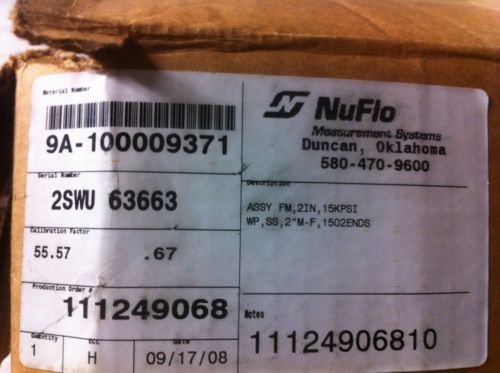 Material Number
9A-100009371
NuFlo
Measurement Systems
Duncan, Oklahoma
580-470-9600
Serial Number
2SWU 63663
Description
ASSY FM,2IN,15KPSI
WP,SS,2"M-F,1502ENDS
Calibration Factor
55.57 .67
Production Order #
111249068
Notes
11124906810
Quantity
1
ECL
H
Date
09/17/08